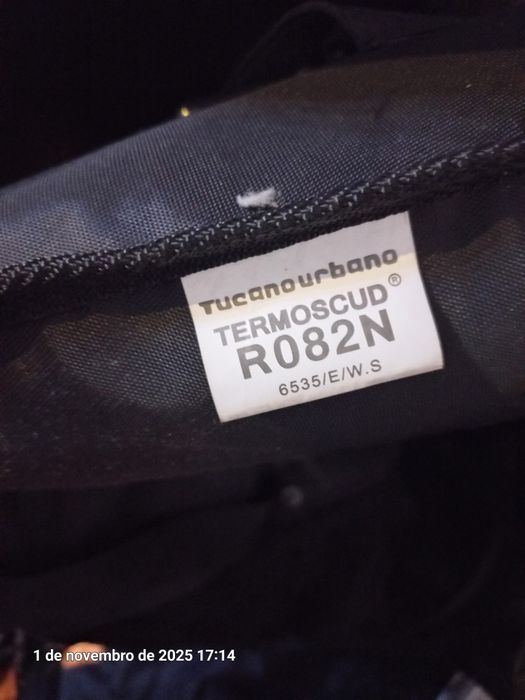 Tucanourbano
TERMOSCUD®
R082N
6535/E/W.S
1 de novembro de 2025 17:14